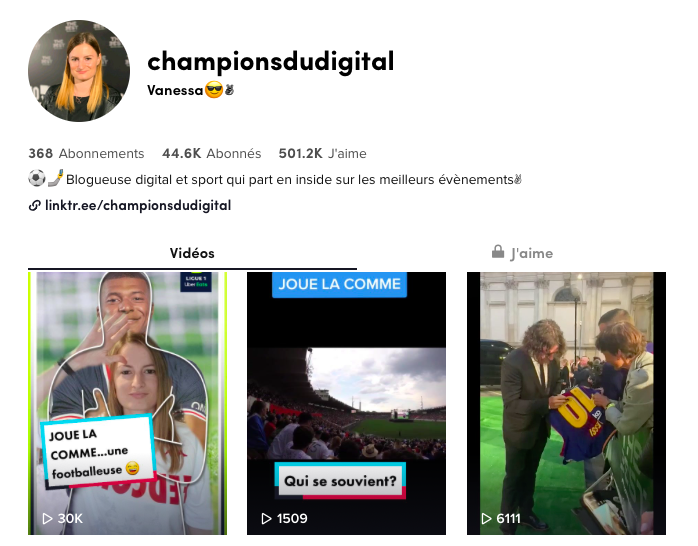 championsdudigital
Vanessa😎✌
368 Abonnements 44.6K Abonnés 501.2K J'aime
⚽🤳Blogueuse digital et sport qui part en inside sur les meilleurs évènements✌
linktr.ee/championsdudigital
Vidéos
J'aime
LIGUE 1
Uber Eats
JOUE LA
COMME...une
footballeuse 😅
30K
JOUE LA COMME
Qui se souvient?
1509
10
6111